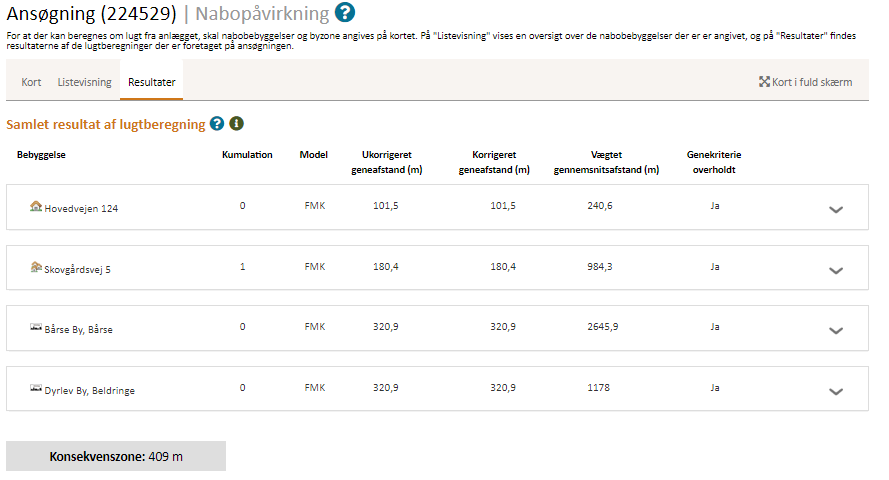 Ansøgning (224529) | Nabopåvirkning ?
For at der kan beregnes om lugt fra anlægget, skal nabobebyggelser og byzone angives på kortet. På "Listevisning" vises en oversigt over de nabobebyggelser der er er angivet, og på "Resultater" findes
resultaterne af de lugtberegninger der er foretaget på ansøgningen.
Kort Listevisning Resultater Kort i fuld skærm
Samlet resultat af lugtberegning ? i
Bebyggelse Kumulation Model Ukorrigeret geneafstand (m) Korrigeret geneafstand (m) Vægtet gennemsnitsafstand (m) Genekriterie overholdt
Hovedvejen 124 0 FMK 101,5 101,5 240,6 Ja
Skovgårdsvej 5 1 FMK 180,4 180,4 984,3 Ja
Bårse By, Bårse 0 FMK 320,9 320,9 2645,9 Ja
Dyrlev By, Beldringe 0 FMK 320,9 320,9 1178 Ja
Konsekvenszone: 409 m